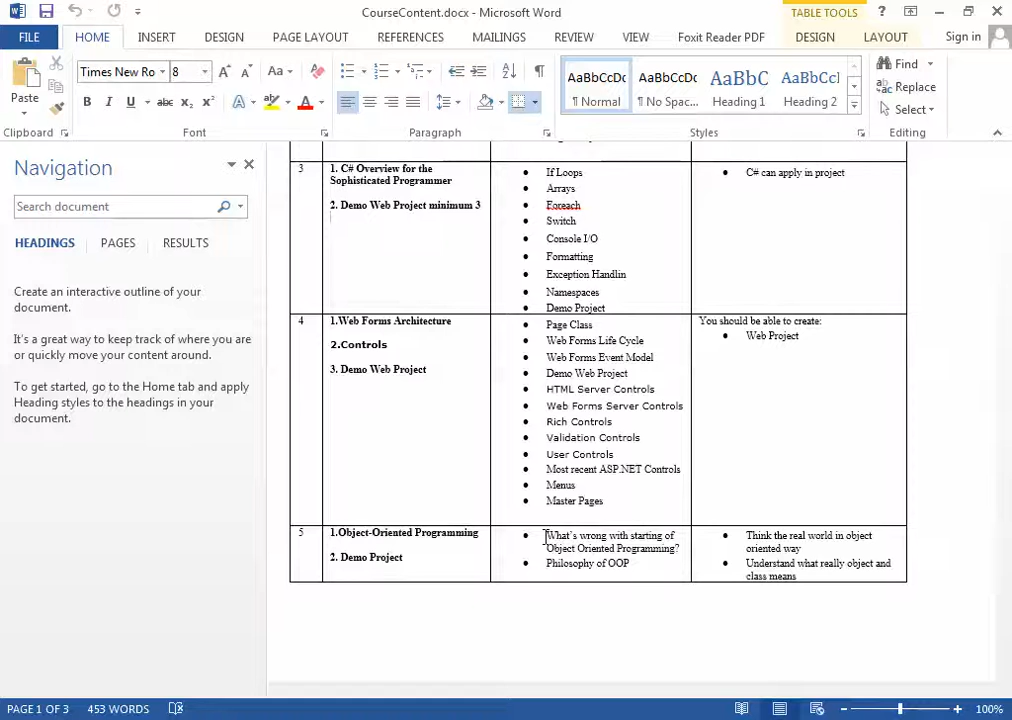 CourseContent.docx - Microsoft Word
TABLE TOOLS
FILE
HOME
INSERT
DESIGN
PAGE LAYOUT
REFERENCES
MAILINGS
REVIEW
VIEW
Foxit Reader PDF
DESIGN
LAYOUT
Sign in
Paste
Times New Ro
8
Clipboard
Font
Paragraph
AaBbCcDc
¶ Normal
AaBbCcDc
¶ No Spac...
AaBbC
Heading 1
AaBbCcI
Heading 2
Styles
Find
Replace
Select
Editing
Navigation
Search document
HEADINGS
PAGES
RESULTS
Create an interactive outline of your
document.
It's a great way to keep track of where you are
or quickly move your content around.
To get started, go to the Home tab and apply
Heading styles to the headings in your
document.
3
1. C# Overview for the
Sophisticated Programmer
2. Demo Web Project minimum 3
If Loops
Arrays
Foreach
Switch
Console I/O
Formatting
Exception Handlin
Namespaces
Demo Project
C# can apply in project
4
1.Web Forms Architecture
2.Controls
3. Demo Web Project
Page Class
Web Forms Life Cycle
Web Forms Event Model
Demo Web Project
HTML Server Controls
Web Forms Server Controls
Rich Controls
Validation Controls
User Controls
Most recent ASP.NET Controls
Menus
Master Pages
You should be able to create:
Web Project
5
1.Object-Oriented Programming
2. Demo Project
What's wrong with starting of
Object Oriented Programming?
Philosophy of OOP
Think the real world in object
oriented way
Understand what really object and
class means
PAGE 1 OF 3
453 WORDS
100%